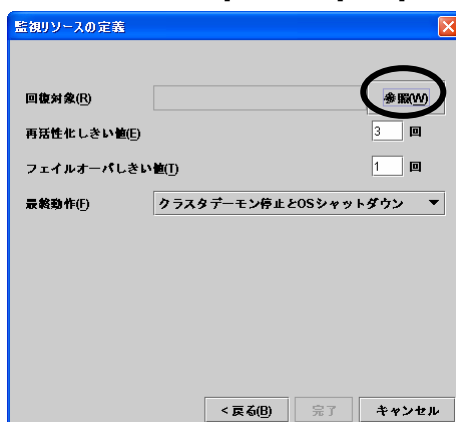 監視リソースの定義
回復対象(R) 参照(W)
再活性化しきい値(E) 3 回
フェイルオーバしきい値(T) 1 回
最終動作(F) クラスタデーモン停止とOSシャットダウン
< 戻る(B) 完了 キャンセル